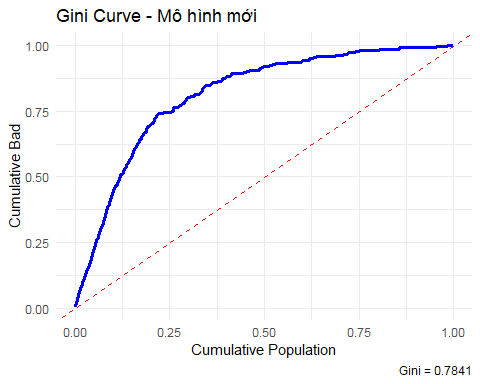 Gini Curve - Mô hình mới
1.00
0.75
0.50
0.25
0.00
Cumulative Bad
0.00 0.25 0.50 0.75 1.00
Cumulative Population
Gini = 0.7841